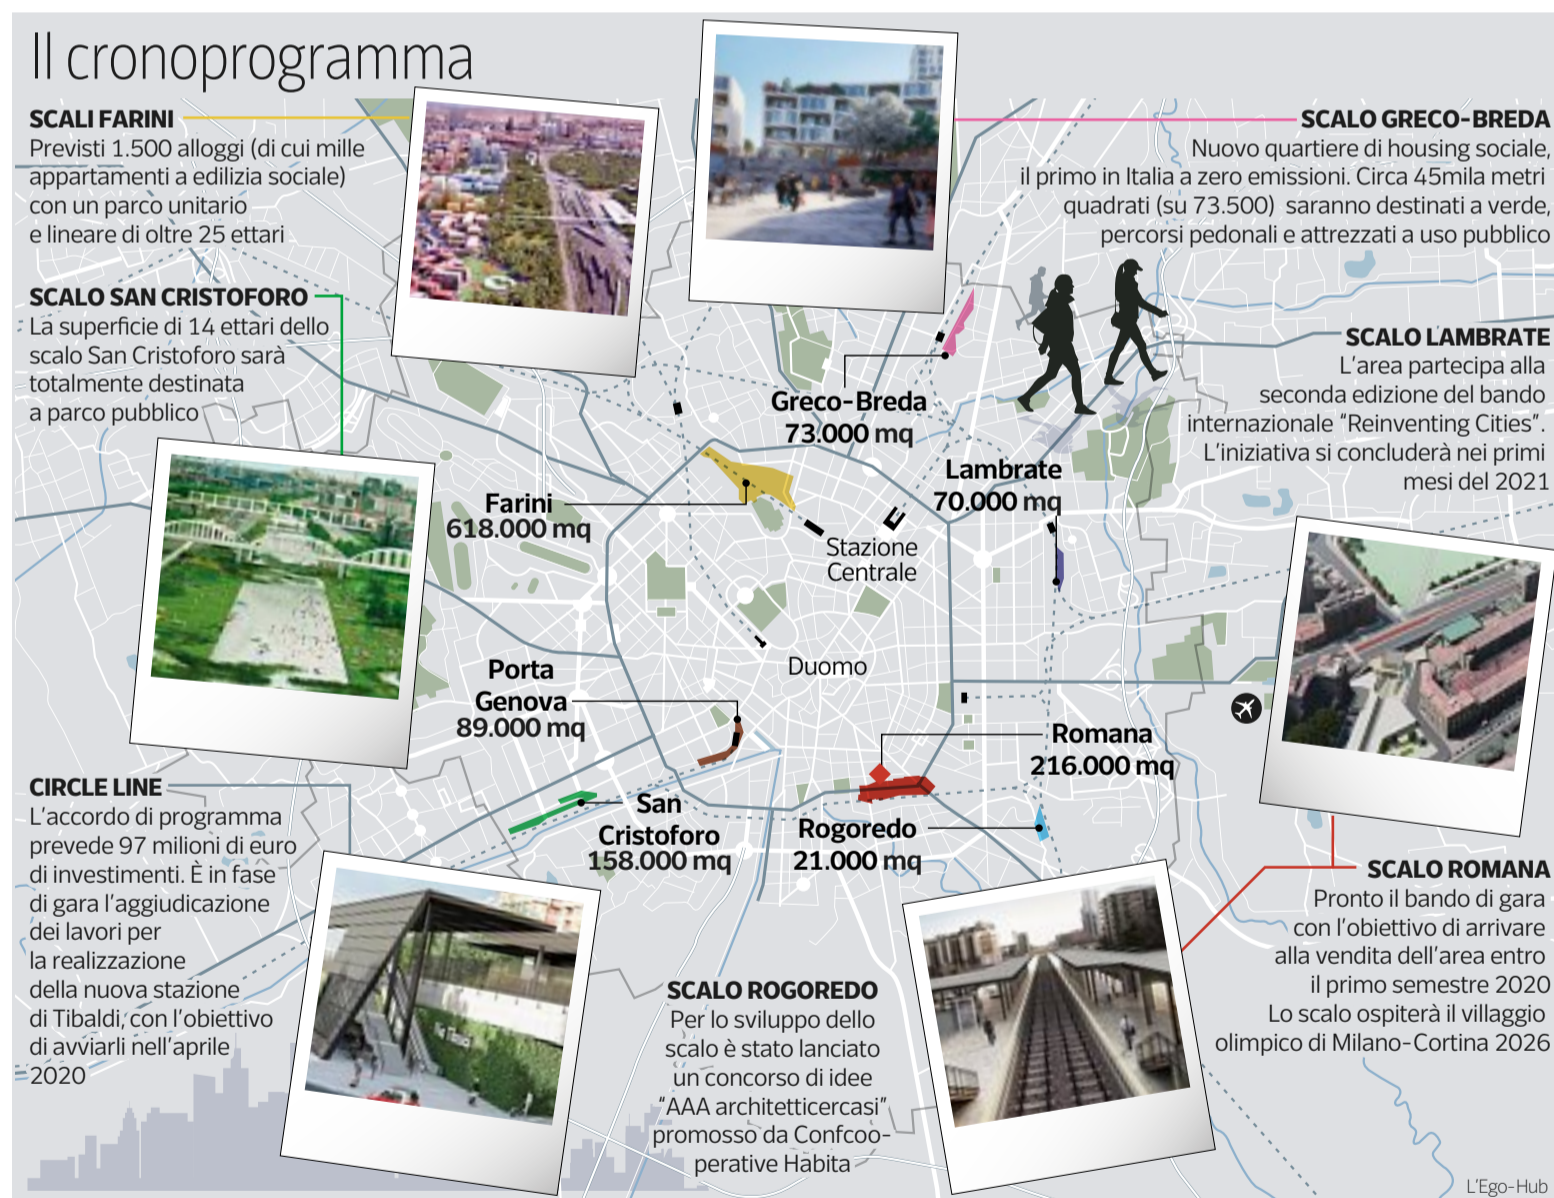 Il cronoprogramma
SCALI FARINI
Previsti 1.500 alloggi (di cui mille
appartamenti a edilizia sociale)
con un parco unitario
e lineare di oltre 25 ettari
SCALO SAN CRISTOFORO
La superficie di 14 ettari dello
scalo San Cristoforo sarà
totalmente destinata
a parco pubblico
CIRCLE LINE
L'accordo di programma
prevede 97 milioni di euro
di investimenti. È in fase
di gara l'aggiudicazione
dei lavori per
la realizzazione
della nuova stazione
di Tibaldi, con l'obiettivo
di avviarli nell'aprile
2020
SCALO GRECO-BREDA
Nuovo quartiere di housing sociale,
il primo in Italia a zero emissioni. Circa 45mila metri
quadrati (su 73.500) saranno destinati a verde,
percorsi pedonali e attrezzati a uso pubblico
SCALO LAMBRATE
L'area partecipa alla
seconda edizione del bando
internazionale "Reinventing Cities".
L'iniziativa si concluderà nei primi
mesi del 2021
Greco-Breda
73.000 mq
Lambrate
70.000 mq
Farini
618.000 mq
Stazione
Centrale
Duomo
Porta
Genova
89.000 mq
Romana
216.000 mq
San
Cristoforo
158.000 mq
Rogoredo
21.000 mq
SCALO ROMANA
Pronto il bando di gara
con l'obiettivo di arrivare
alla vendita dell'area entro
il primo semestre 2020
Lo scalo ospiterà il villaggio
olimpico di Milano-Cortina 2026
SCALO ROGOREDO
Per lo sviluppo dello
scalo è stato lanciato
un concorso di idee
"AAA architetticercasi"
promosso da Confcoo-
perative Habita
L'Ego-Hub